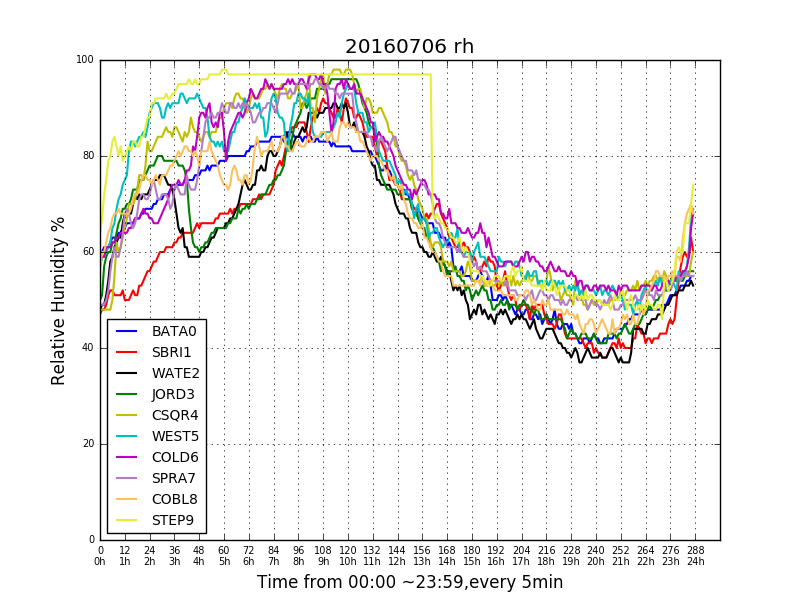 20160706 rh
100
80
60
40
20
0
Relative Humidity %
BATA0
SBRI1
WATE2
JORD3
CSQR4
WEST5
COLD6
SPRA7
COBL8
STEP9
0 12 24 36 48 60 72 84 96 108 120 132 144 156 168 180 192 204 216 228 240 252 264 276 288
0h 1h 2h 3h 4h 5h 6h 7h 8h 9h 10h 11h 12h 13h 14h 15h 16h 17h 18h 19h 20h 21h 22h 23h 24h
Time from 00:00 ~23:59,every 5min